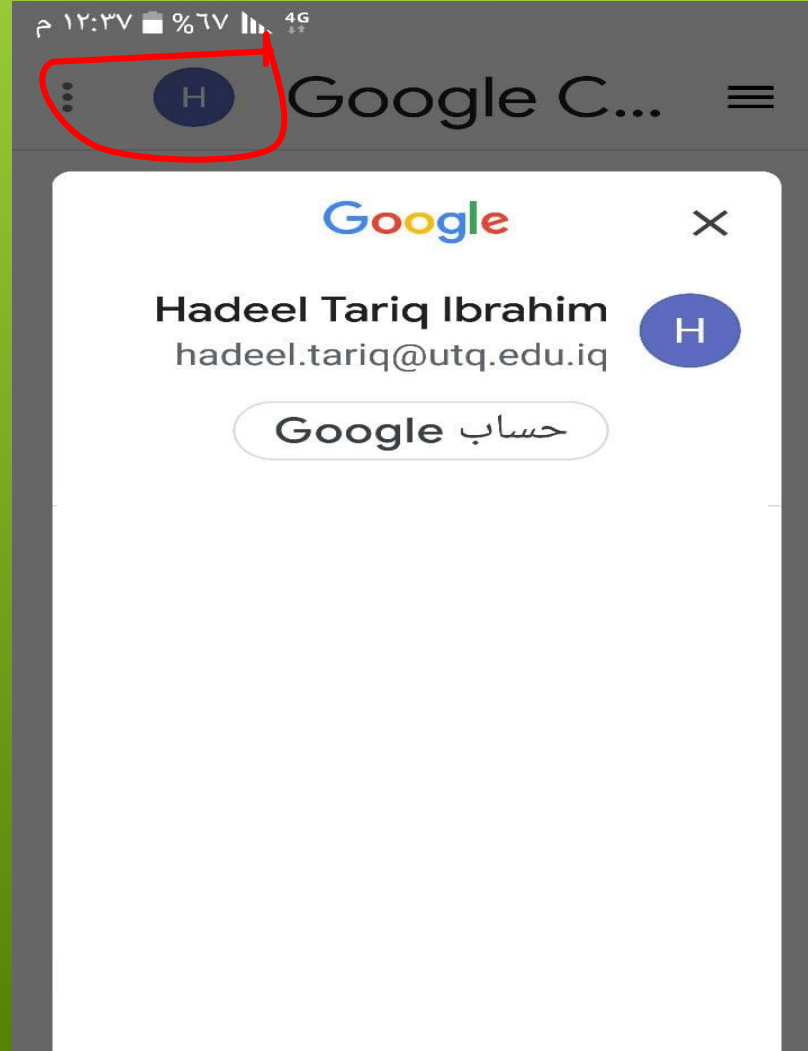 ١٢:٣٧ م %٦٧ 4G
H Google C...
Google
Hadeel Tariq Ibrahim
H
hadeel.tariq@utq.edu.iq
حساب Google